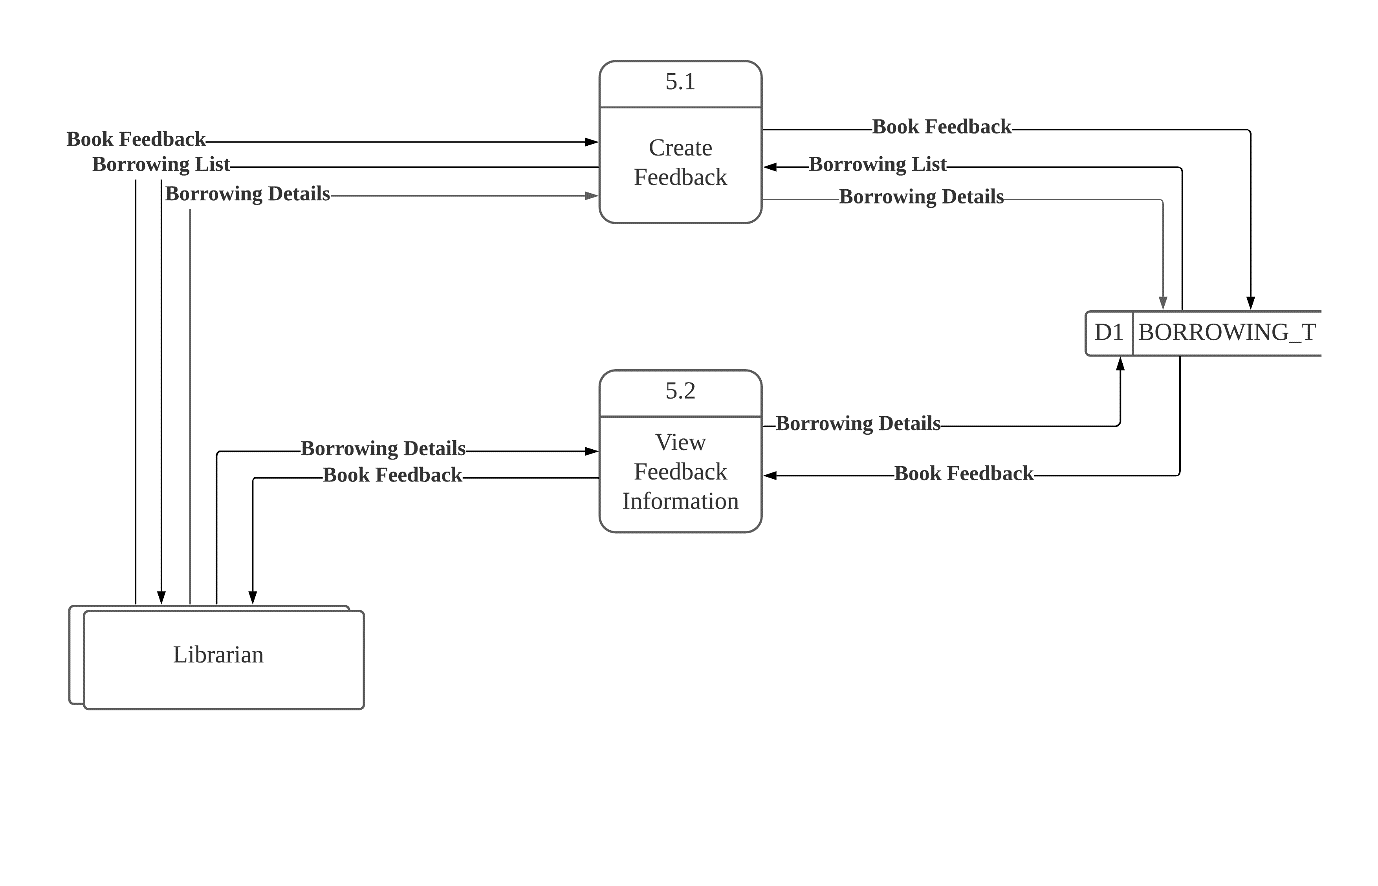 5.1
Create
Feedback
Book Feedback
Borrowing List
Borrowing Details
Book Feedback
Borrowing List
Borrowing Details
D1 BORROWING_T
5.2
View
Feedback
Information
Borrowing Details
Book Feedback
Borrowing Details
Book Feedback
Librarian